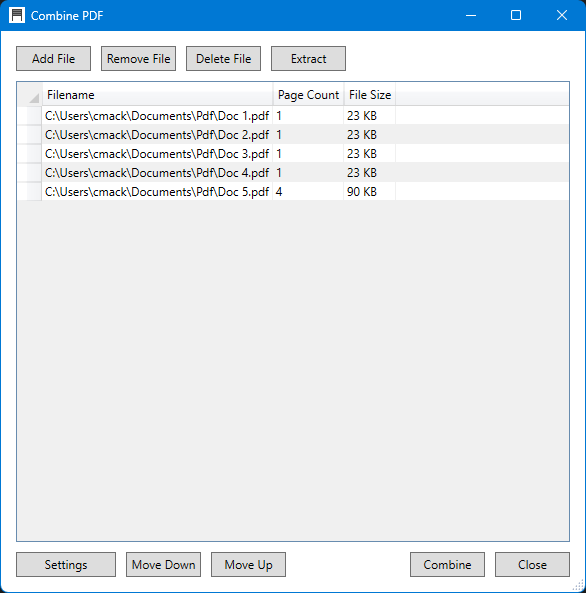 Combine PDF
Add File Remove File Delete File Extract
Filename Page Count File Size
C:\Users\cmack\Documents\Pdf\Doc 1.pdf 1 23 KB
C:\Users\cmack\Documents\Pdf\Doc 2.pdf 1 23 KB
C:\Users\cmack\Documents\Pdf\Doc 3.pdf 1 23 KB
C:\Users\cmack\Documents\Pdf\Doc 4.pdf 1 23 KB
C:\Users\cmack\Documents\Pdf\Doc 5.pdf 4 90 KB
Settings Move Down Move Up Combine Close